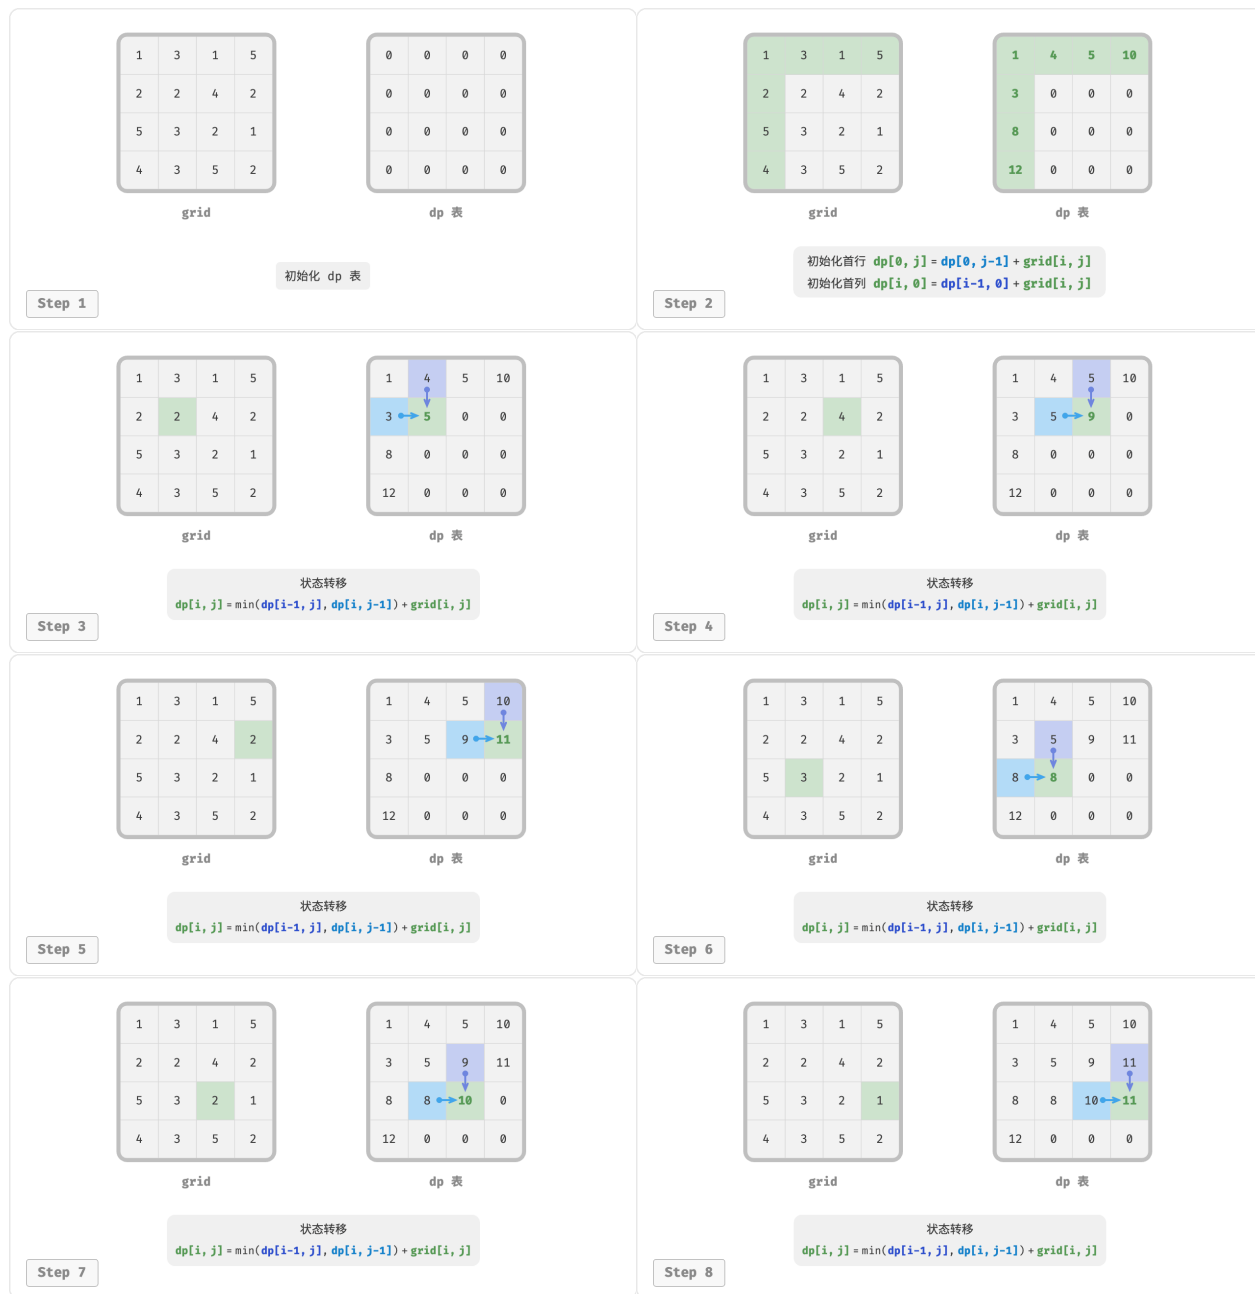 1 3 1 5 0 0 0 0
2 2 4 2 0 0 0 0
5 3 2 1 0 0 0 0
4 3 5 2 0 0 0 0
grid dp 表
初始化 dp 表
Step 1
1 3 1 5 1 4 5 10
2 2 4 2 3 0 0 0
5 3 2 1 8 0 0 0
4 3 5 2 12 0 0 0
grid dp 表
初始化首行 dp[0, j] = dp[0, j-1] + grid[i, j]
初始化首列 dp[i, 0] = dp[i-1, 0] + grid[i, j]
Step 2
1 3 1 5 1 4 5 10
2 2 4 2 3 5 0 0
5 3 2 1 8 0 0 0
4 3 5 2 12 0 0 0
grid dp 表
状态转移
dp[i, j] = min(dp[i-1, j], dp[i, j-1]) + grid[i, j]
Step 3
1 3 1 5 1 4 5 10
2 2 4 2 3 5 9 0
5 3 2 1 8 0 0 0
4 3 5 2 12 0 0 0
grid dp 表
状态转移
dp[i, j] = min(dp[i-1, j], dp[i, j-1]) + grid[i, j]
Step 4
1 3 1 5 1 4 5 10
2 2 4 2 3 5 9 11
5 3 2 1 8 0 0 0
4 3 5 2 12 0 0 0
grid dp 表
状态转移
dp[i, j] = min(dp[i-1, j], dp[i, j-1]) + grid[i, j]
Step 5
1 3 1 5 1 4 5 10
2 2 4 2 3 5 9 11
5 3 2 1 8 8 0 0
4 3 5 2 12 0 0 0
grid dp 表
状态转移
dp[i, j] = min(dp[i-1, j], dp[i, j-1]) + grid[i, j]
Step 6
1 3 1 5 1 4 5 10
2 2 4 2 3 5 9 11
5 3 2 1 8 8 10 0
4 3 5 2 12 0 0 0
grid dp 表
状态转移
dp[i, j] = min(dp[i-1, j], dp[i, j-1]) + grid[i, j]
Step 7
1 3 1 5 1 4 5 10
2 2 4 2 3 5 9 11
5 3 2 1 8 8 10 11
4 3 5 2 12 0 0 0
grid dp 表
状态转移
dp[i, j] = min(dp[i-1, j], dp[i, j-1]) + grid[i, j]
Step 8